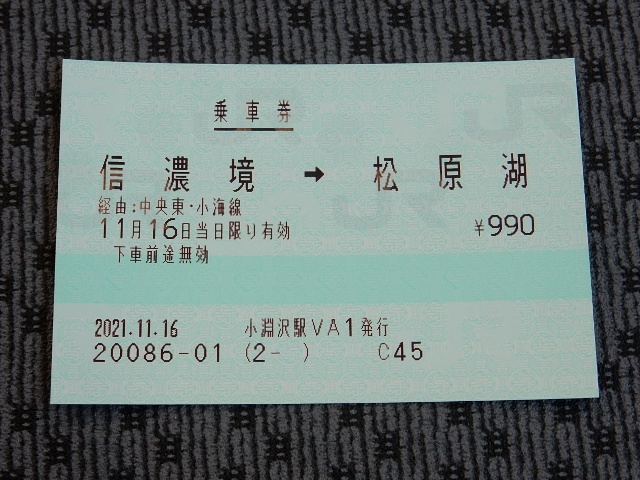 乗車券
信濃境 → 松原湖
経由:中央東・小海線
11月16日当日限り有効 ¥990
下車前途無効
2021.11.16 小淵沢駅VA1発行
20086-01 (2- ) C45